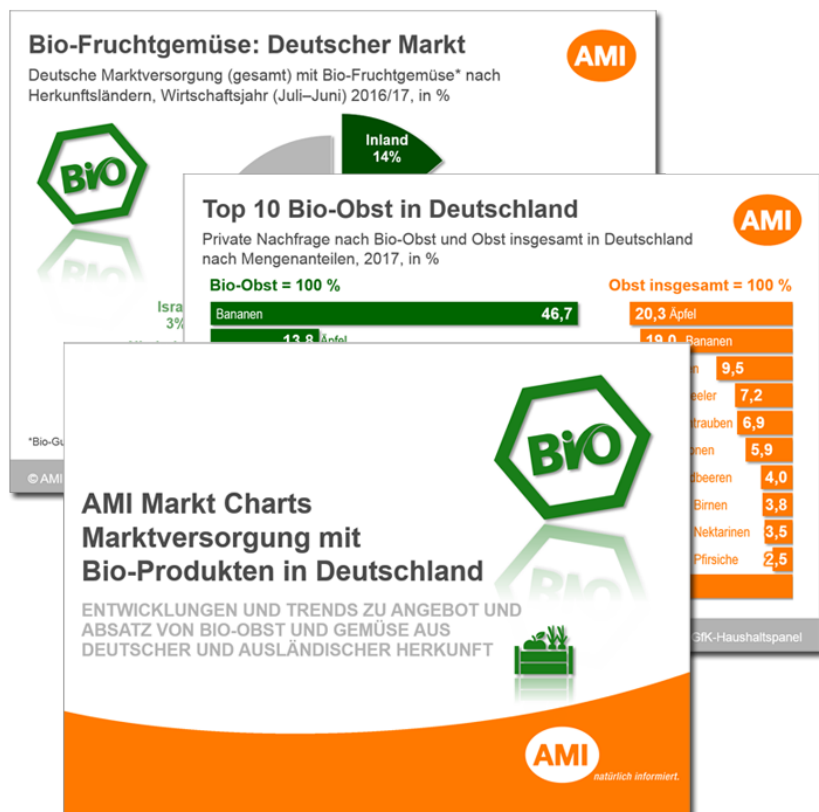 Bio-Fruchtgemüse: Deutscher Markt
AMI
Deutsche Marktversorgung (gesamt) mit Bio-Fruchtgemüse* nach
Herkunftsländern, Wirtschaftsjahr (Juli–Juni) 2016/17, in %
Inland
14%
BIO
3%
© AMI
Top 10 Bio-Obst in Deutschland
AMI
Private Nachfrage nach Bio-Obst und Obst insgesamt in Deutschland
nach Mengenanteilen, 2017, in %
Bio-Obst = 100 %
Obst insgesamt = 100 %
Bananen 46,7
20,3 Äpfel
13,8 Äpfel
19,0 Bananen
9,5
7,2
6,9
5,9
4,0
Birnen 3,8
Nektarinen 3,5
Pfirsiche 2,5
GfK-Haushaltspanel
BIO
AMI Markt Charts
Marktversorgung mit
Bio-Produkten in Deutschland
ENTWICKLUNGEN UND TRENDS ZU ANGEBOT UND
ABSATZ VON BIO-OBST UND GEMÜSE AUS
DEUTSCHER UND AUSLÄNDISCHER HERKUNFT
AMI
natürlich informiert.